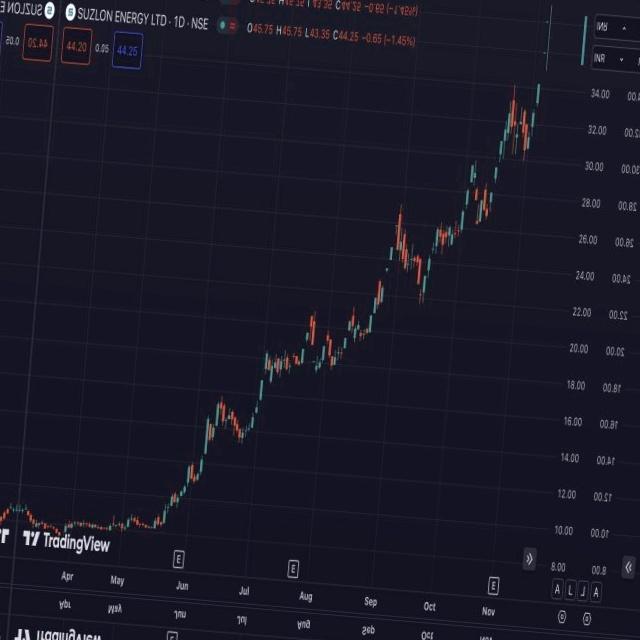 SUZLON ENERGY LTD · 1D · NSE
O45.75 H45.75 L43.35 C44.25 −0.65 (−1.45%)
44.20 0.05 44.25
INR
34.00
32.00
30.00
28.00
26.00
24.00
22.00
20.00
18.00
16.00
14.00
12.00
10.00
8.00
TradingView
E E E
Apr May Jun Jul Aug Sep Oct Nov
A L